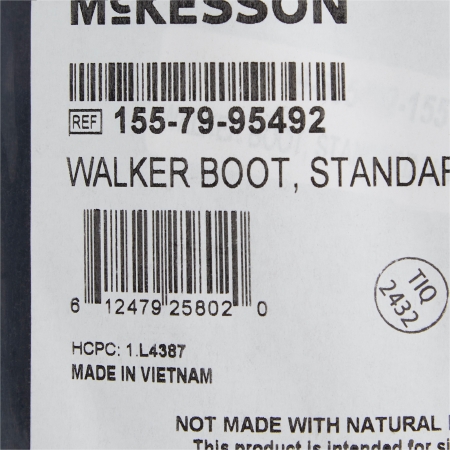 McKESSON
REF 155-79-95492
WALKER BOOT, STANDAR
6 12479 25802 0
TIQ
2432
HCPC: 1.L4387
MADE IN VIETNAM
NOT MADE WITH NATURAL
This product is intended for si